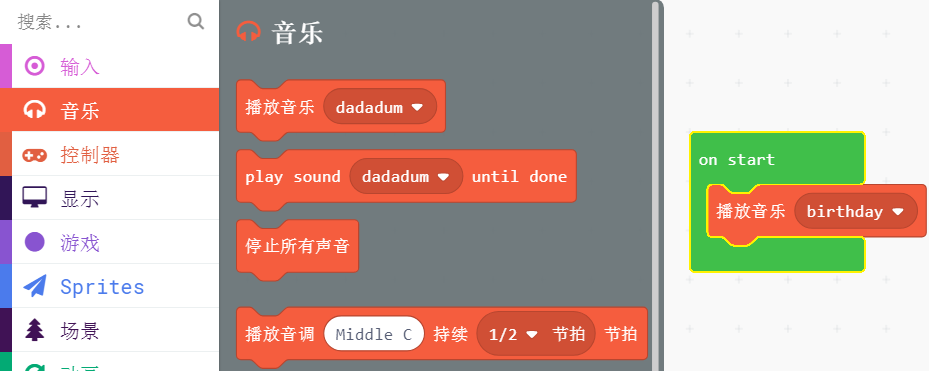 搜索...
输入
音乐
控制器
显示
游戏
Sprites
场景
动画
音乐
播放音乐 dadadum
play sound dadadum until done
停止所有声音
播放音调 Middle C 持续 1/2 节拍 节拍
on start
播放音乐 birthday